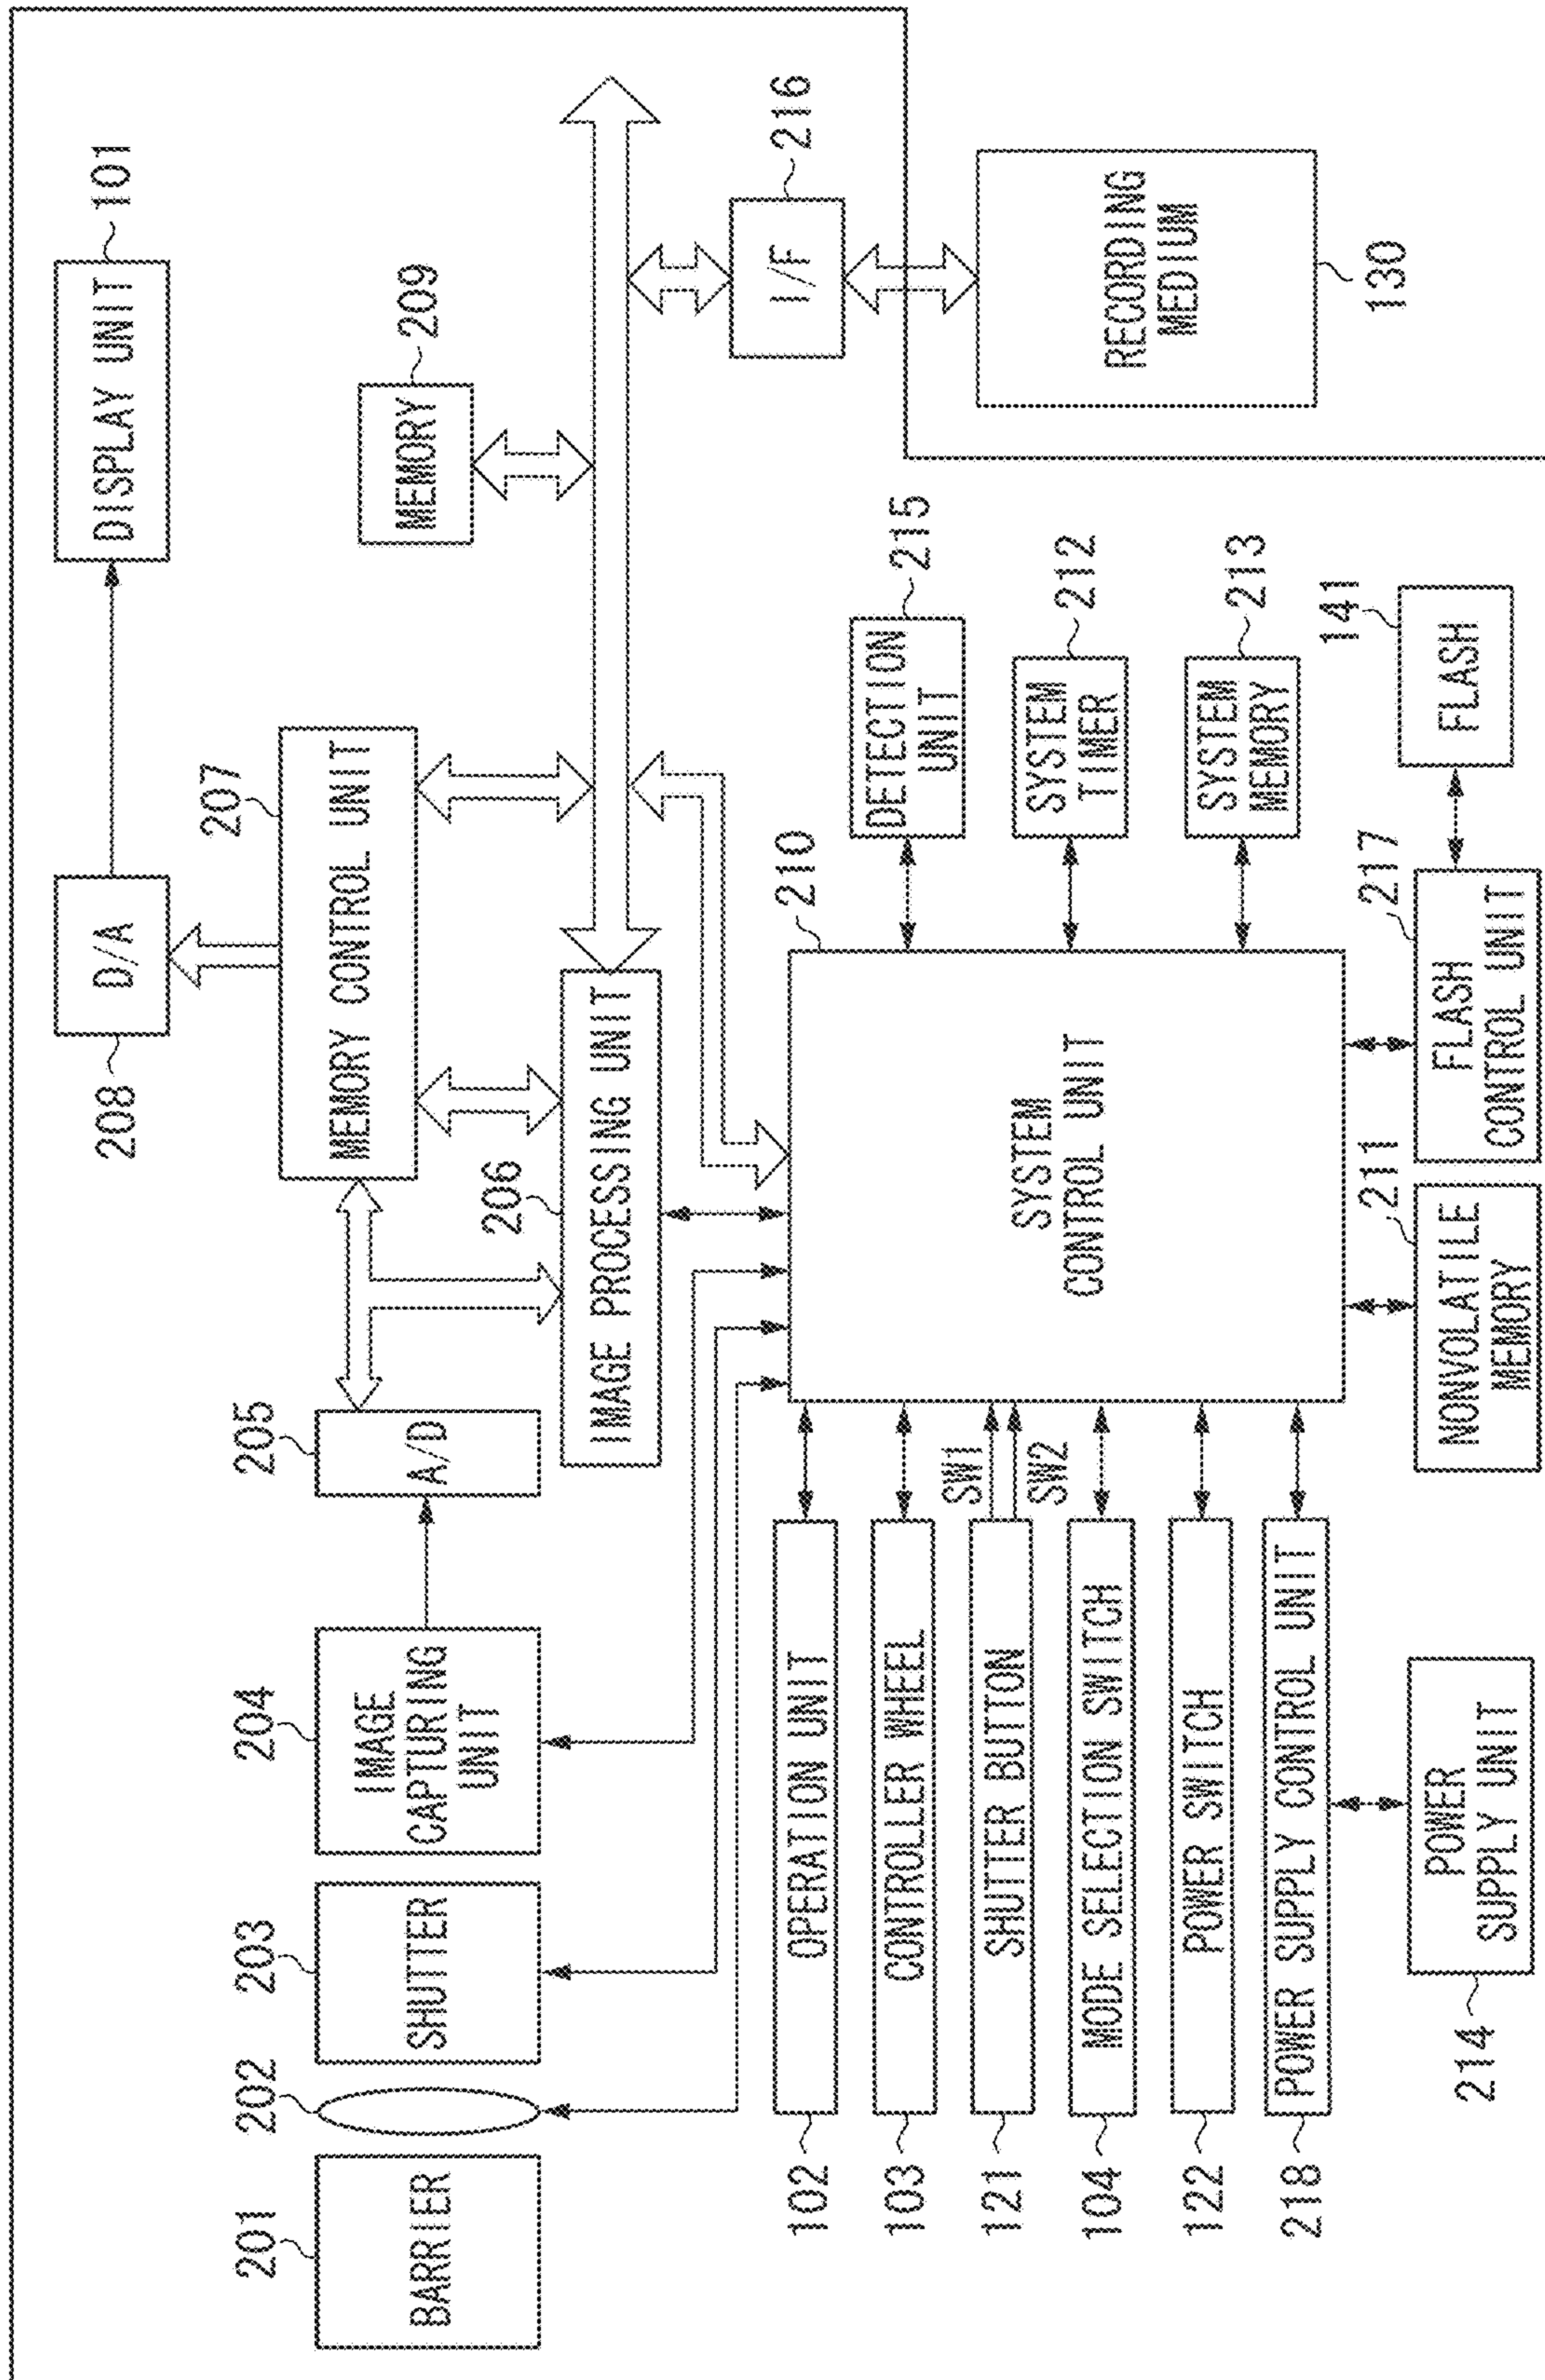 201
BARRIER
202
203
SHUTTER
204
IMAGE
CAPTURING
UNIT
205
A/D
206
IMAGE PROCESSING UNIT
207
MEMORY CONTROL UNIT
208
D/A
101
DISPLAY UNIT
209
MEMORY
216
I/F
RECORDING
MEDIUM
130
102
OPERATION UNIT
103
CONTROLLER WHEEL
121
SHUTTER BUTTON
SW1
SW2
104
MODE SELECTION SWITCH
122
POWER SWITCH
218
POWER SUPPLY CONTROL UNIT
214
POWER
SUPPLY UNIT
210
SYSTEM
CONTROL UNIT
215
DETECTION
UNIT
212
SYSTEM
TIMER
213
SYSTEM
MEMORY
211
NONVOLATILE
MEMORY
217
FLASH
CONTROL UNIT
141
FLASH